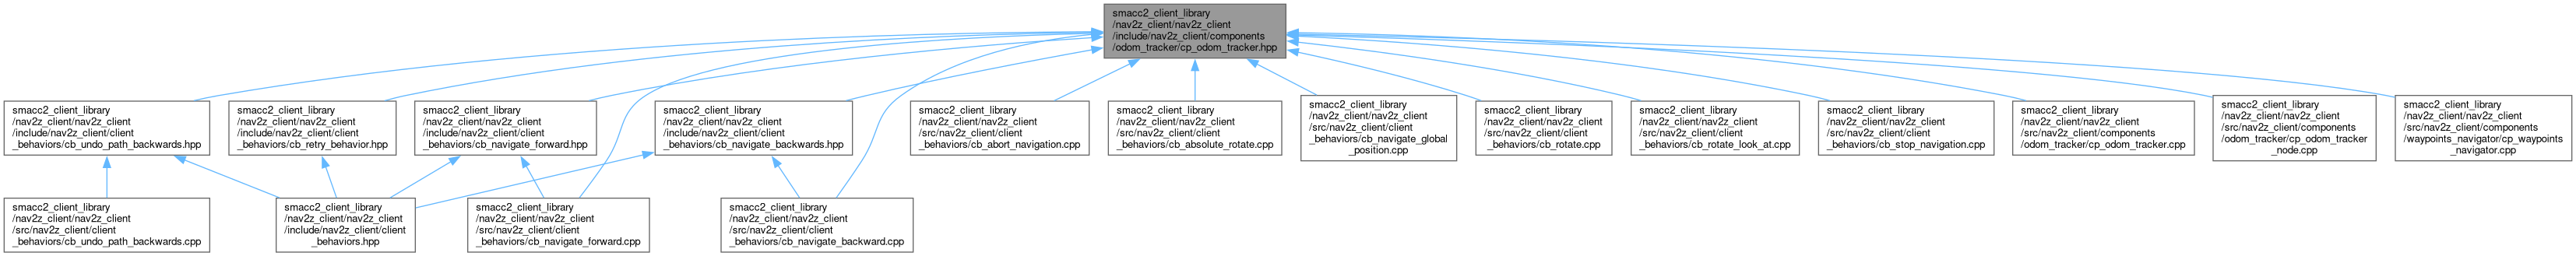 smacc2_client_library
/nav2z_client/nav2z_client
/include/nav2z_client/components
/odom_tracker/cp_odom_tracker.hpp
smacc2_client_library
/nav2z_client/nav2z_client
/include/nav2z_client/client
_behaviors/cb_undo_path_backwards.hpp
smacc2_client_library
/nav2z_client/nav2z_client
/include/nav2z_client/client
_behaviors/cb_retry_behavior.hpp
smacc2_client_library
/nav2z_client/nav2z_client
/include/nav2z_client/client
_behaviors/cb_navigate_forward.hpp
smacc2_client_library
/nav2z_client/nav2z_client
/include/nav2z_client/client
_behaviors/cb_navigate_backwards.hpp
smacc2_client_library
/nav2z_client/nav2z_client
/src/nav2z_client/client
_behaviors/cb_abort_navigation.cpp
smacc2_client_library
/nav2z_client/nav2z_client
/src/nav2z_client/client
_behaviors/cb_absolute_rotate.cpp
smacc2_client_library
/nav2z_client/nav2z_client
/src/nav2z_client/client
_behaviors/cb_navigate_global
_position.cpp
smacc2_client_library
/nav2z_client/nav2z_client
/src/nav2z_client/client
_behaviors/cb_rotate.cpp
smacc2_client_library
/nav2z_client/nav2z_client
/src/nav2z_client/client
_behaviors/cb_rotate_look_at.cpp
smacc2_client_library
/nav2z_client/nav2z_client
/src/nav2z_client/client
_behaviors/cb_stop_navigation.cpp
smacc2_client_library
/nav2z_client/nav2z_client
/src/nav2z_client/components
/odom_tracker/cp_odom_tracker.cpp
smacc2_client_library
/nav2z_client/nav2z_client
/src/nav2z_client/components
/odom_tracker/cp_odom_tracker
_node.cpp
smacc2_client_library
/nav2z_client/nav2z_client
/src/nav2z_client/components
/waypoints_navigator/cp_waypoints
_navigator.cpp
smacc2_client_library
/nav2z_client/nav2z_client
/src/nav2z_client/client
_behaviors/cb_undo_path_backwards.cpp
smacc2_client_library
/nav2z_client/nav2z_client
/include/nav2z_client/client
_behaviors.hpp
smacc2_client_library
/nav2z_client/nav2z_client
/src/nav2z_client/client
_behaviors/cb_navigate_forward.cpp
smacc2_client_library
/nav2z_client/nav2z_client
/src/nav2z_client/client
_behaviors/cb_navigate_backward.cpp